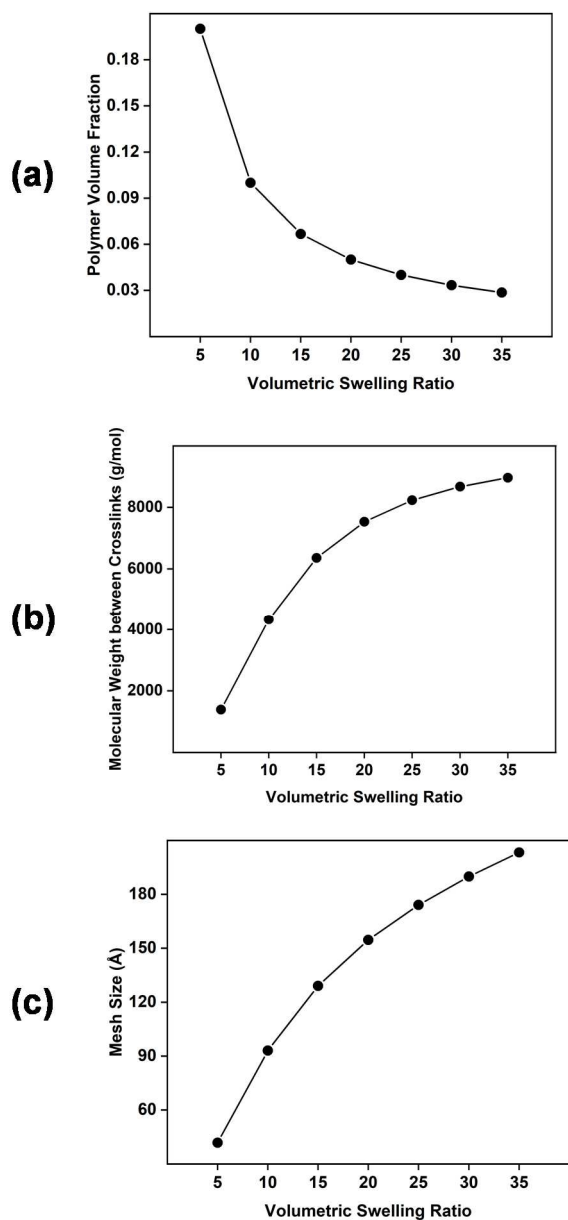 (a)
Polymer Volume Fraction
0.18
0.15
0.12
0.09
0.06
0.03
5 10 15 20 25 30 35
Volumetric Swelling Ratio
(b)
Molecular Weight between Crosslinks (g/mol)
8000
6000
4000
2000
5 10 15 20 25 30 35
Volumetric Swelling Ratio
(c)
Mesh Size (Å)
180
150
120
90
60
5 10 15 20 25 30 35
Volumetric Swelling Ratio